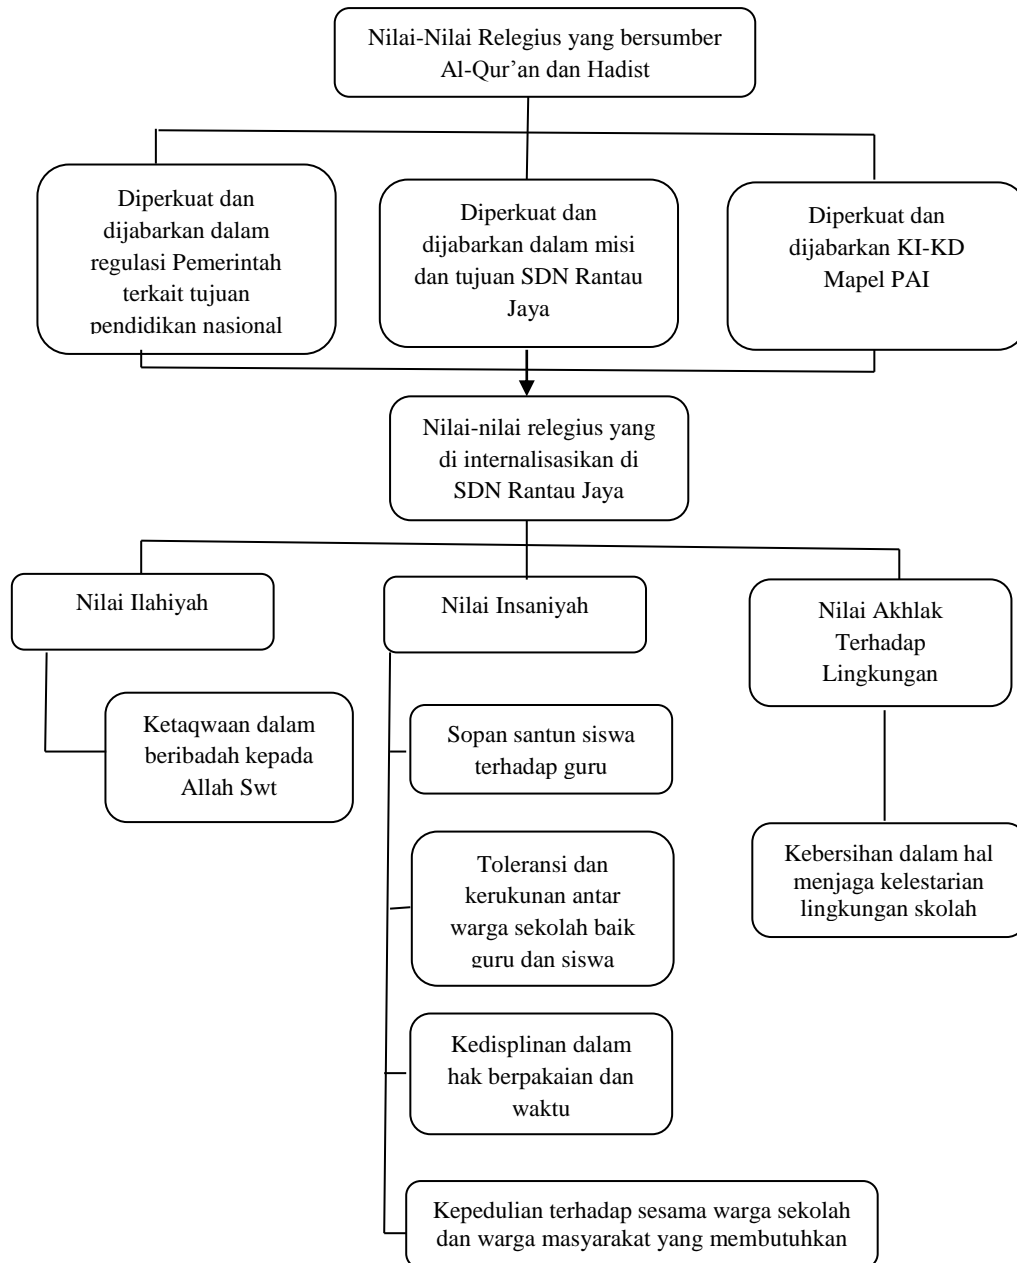 Nilai-Nilai Relegius yang bersumber
Al-Qur’an dan Hadist
Diperkuat dan
dijabarkan dalam
regulasi Pemerintah
terkait tujuan
pendidikan nasional
Diperkuat dan
dijabarkan dalam misi
dan tujuan SDN Rantau
Jaya
Diperkuat dan
dijabarkan KI-KD
Mapel PAI
Nilai-nilai relegius yang
di internalisasikan di
SDN Rantau Jaya
Nilai Ilahiyah
Nilai Insaniyah
Nilai Akhlak
Terhadap
Lingkungan
Ketaqwaan dalam
beribadah kepada
Allah Swt
Sopan santun siswa
terhadap guru
Toleransi dan
kerukunan antar
warga sekolah baik
guru dan siswa
Kedisplinan dalam
hak berpakaian dan
waktu
Kepedulian terhadap sesama warga sekolah
dan warga masyarakat yang membutuhkan
Kebersihan dalam hal
menjaga kelestarian
lingkungan skolah